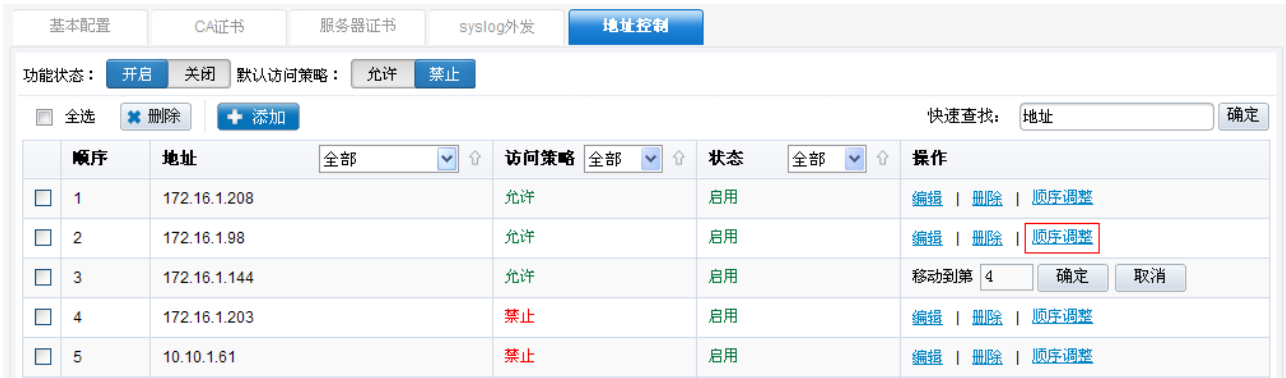 基本配置 CA证书 服务器证书 syslog外发 地址控制
功能状态： 开启 关闭 默认访问策略： 允许 禁止
全选 删除 添加 快速查找： 地址 确定
顺序 地址 全部 访问策略 全部 状态 全部 操作
1 172.16.1.208 允许 启用 编辑 | 删除 | 顺序调整
2 172.16.1.98 允许 启用 编辑 | 删除 | 顺序调整
3 172.16.1.144 允许 启用 移动到第 4 确定 取消
4 172.16.1.203 禁止 启用 编辑 | 删除 | 顺序调整
5 10.10.1.61 禁止 启用 编辑 | 删除 | 顺序调整